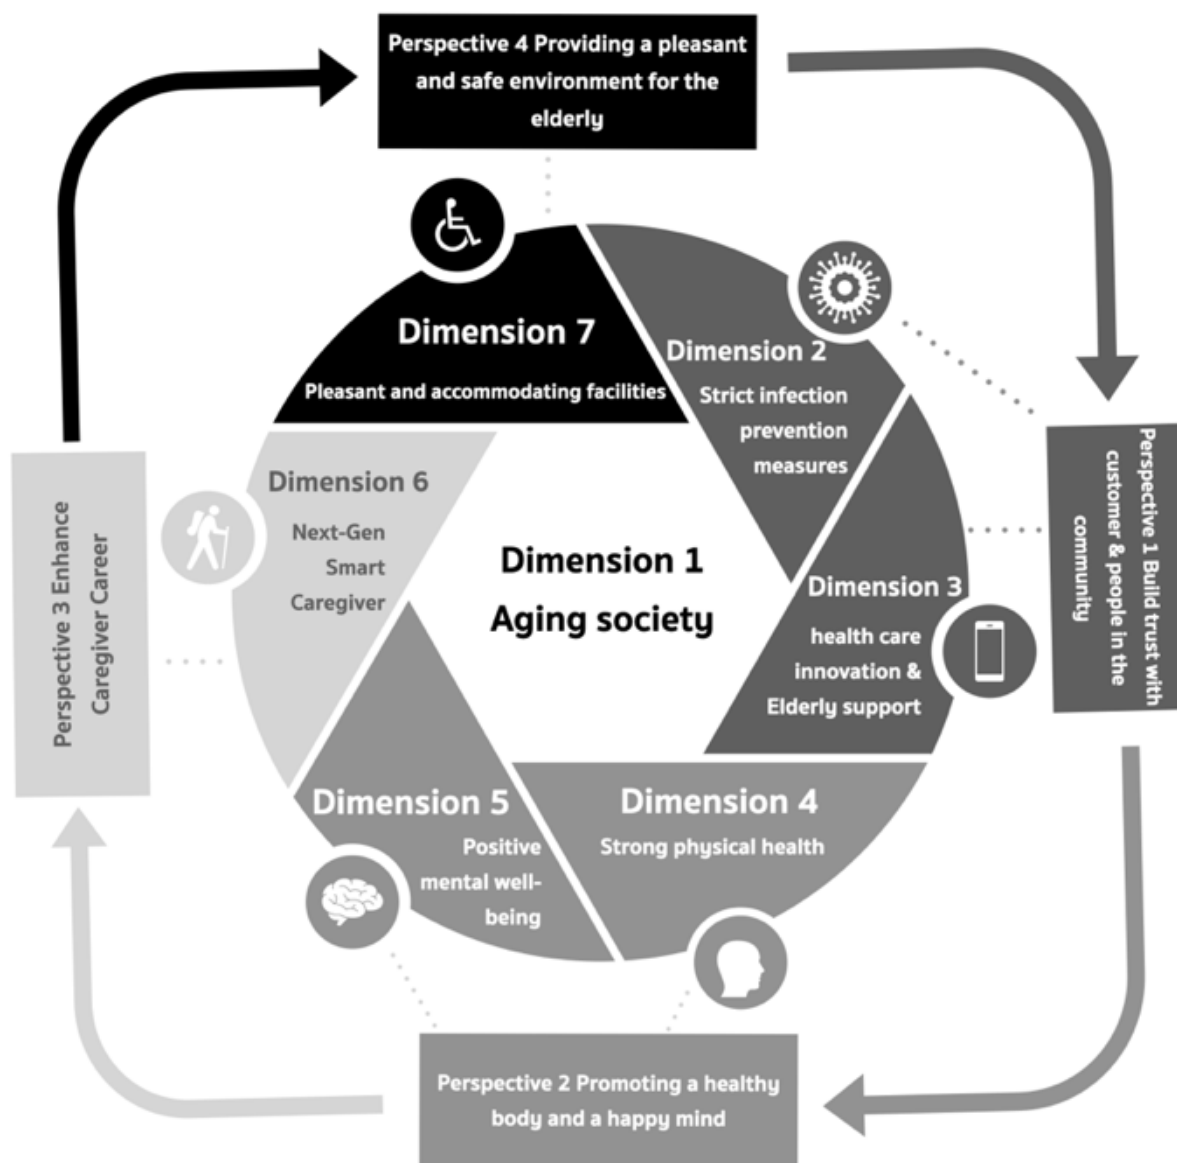 Perspective 4 Providing a pleasant
and safe environment for the
elderly
Dimension 7
Pleasant and accommodating facilities
Dimension 2
Strict infection
prevention
measures
Perspective 1 Build trust with
customer & people in the
community
Dimension 6
Next-Gen
Smart
Caregiver
Dimension 1
Aging society
Dimension 3
health care
innovation &
Elderly support
Perspective 3 Enhance
Caregiver Career
Dimension 5
Positive
mental well-
being
Dimension 4
Strong physical health
Perspective 2 Promoting a healthy
body and a happy mind